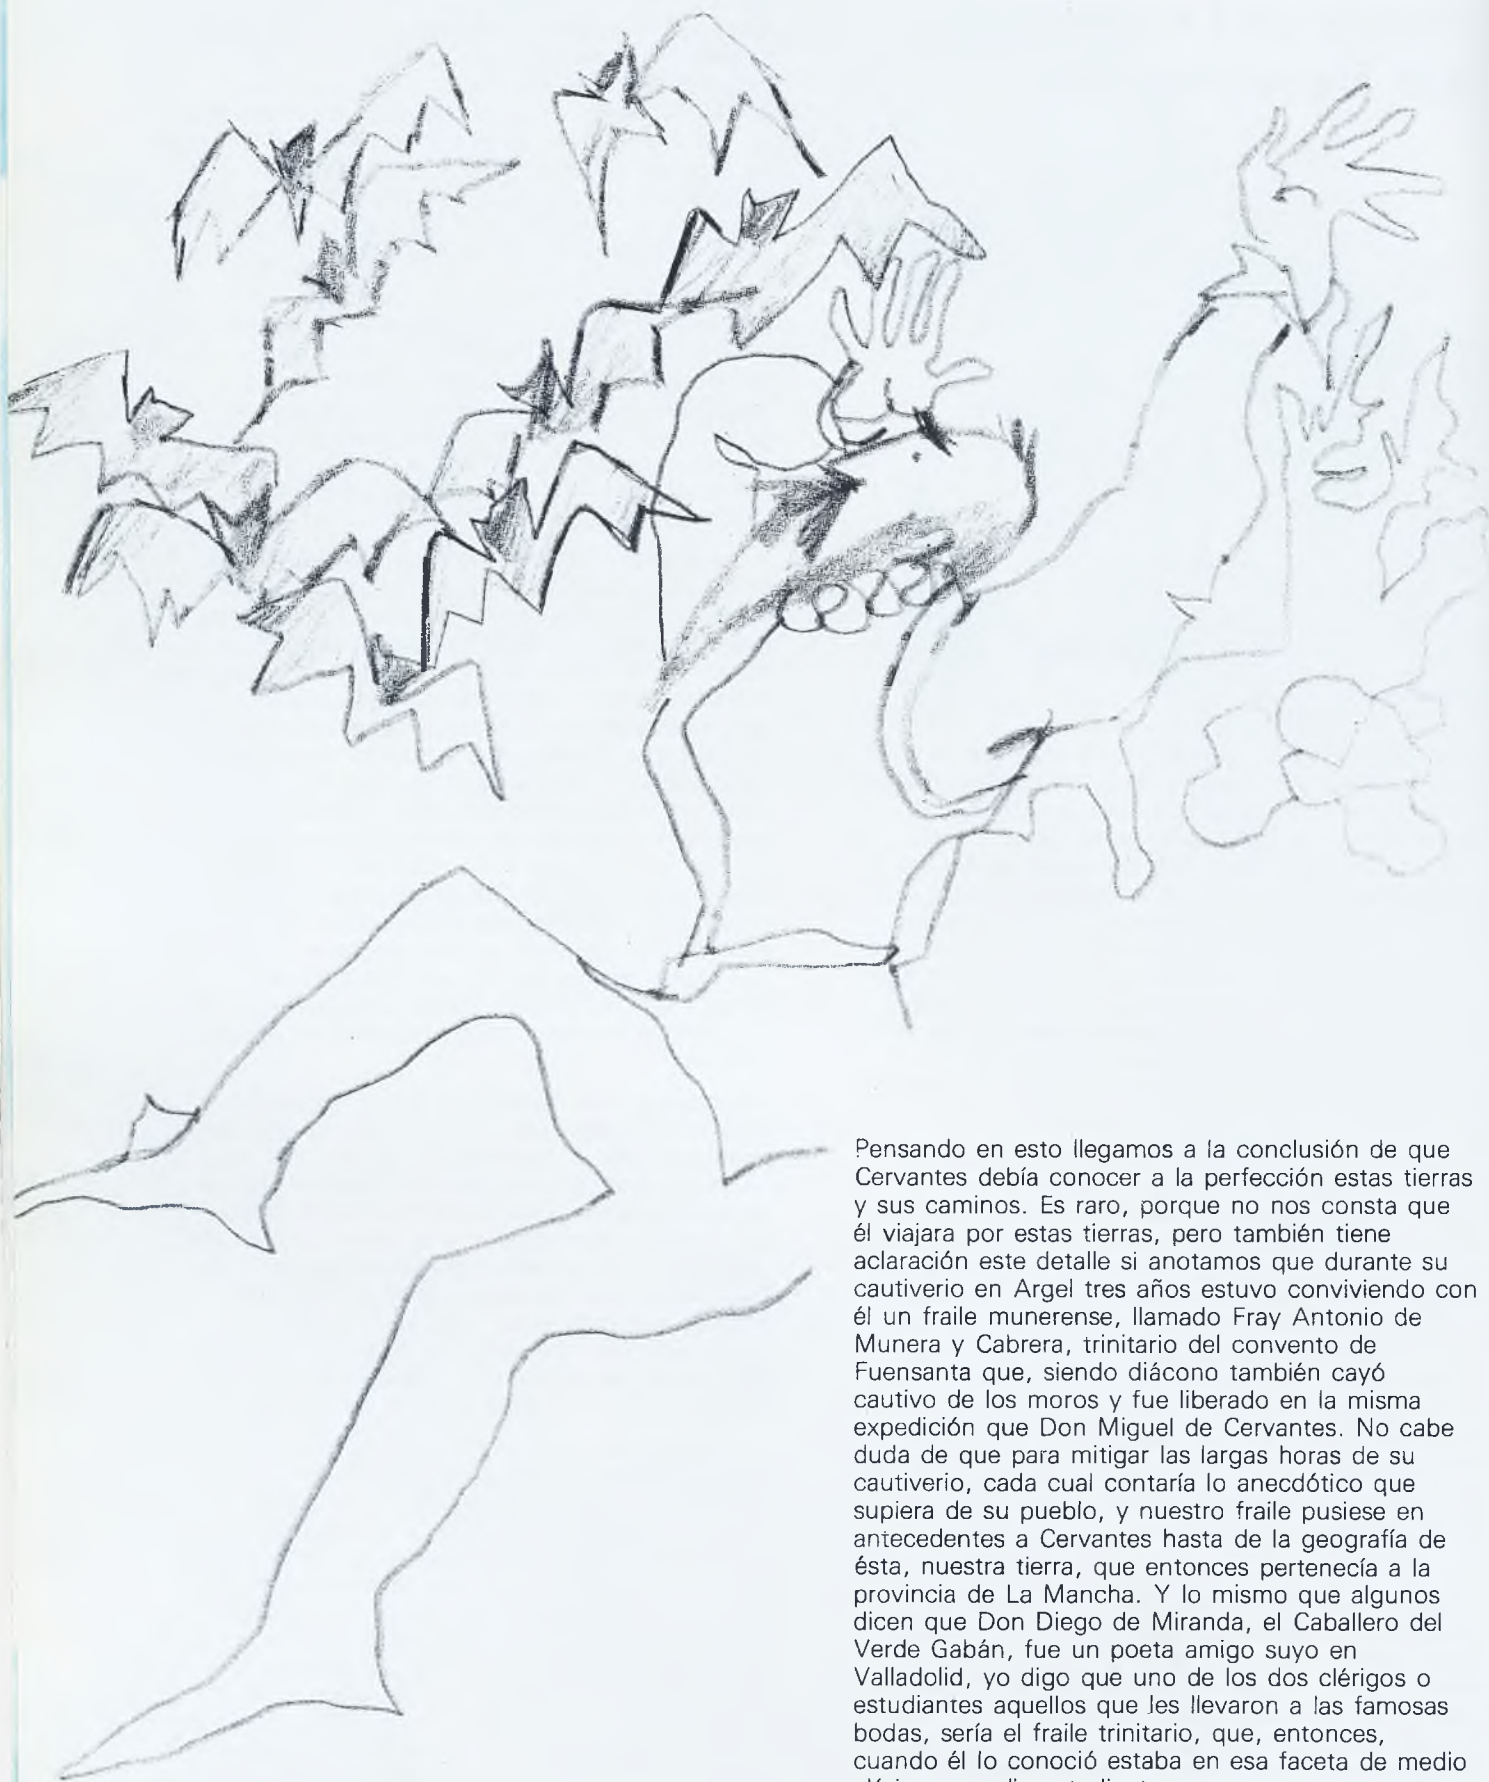 Pensando en esto llegamos a la conclusión de que
Cervantes debía conocer a la perfección estas tierras
y sus caminos. Es raro, porque no nos consta que
él viajara por estas tierras, pero también tiene
aclaración este detalle si anotamos que durante su
cautiverio en Argel tres años estuvo conviviendo con
él un fraile munerense, llamado Fray Antonio de
Munera y Cabrera, trinitario del convento de
Fuensanta que, siendo diácono también cayó
cautivo de los moros y fue liberado en la misma
expedición que Don Miguel de Cervantes. No cabe
duda de que para mitigar las largas horas de su
cautiverio, cada cual contaría lo anecdótico que
supiera de su pueblo, y nuestro fraile pusiese en
antecedentes a Cervantes hasta de la geografía de
ésta, nuestra tierra, que entonces pertenecía a la
provincia de La Mancha. Y lo mismo que algunos
dicen que Don Diego de Miranda, el Caballero del
Verde Gabán, fue un poeta amigo suyo en
Valladolid, yo digo que uno de los dos clérigos o
estudiantes aquellos que les llevaron a las famosas
bodas, sería el fraile trinitario, que, entonces,
cuando él lo conoció estaba en esa faceta de medio